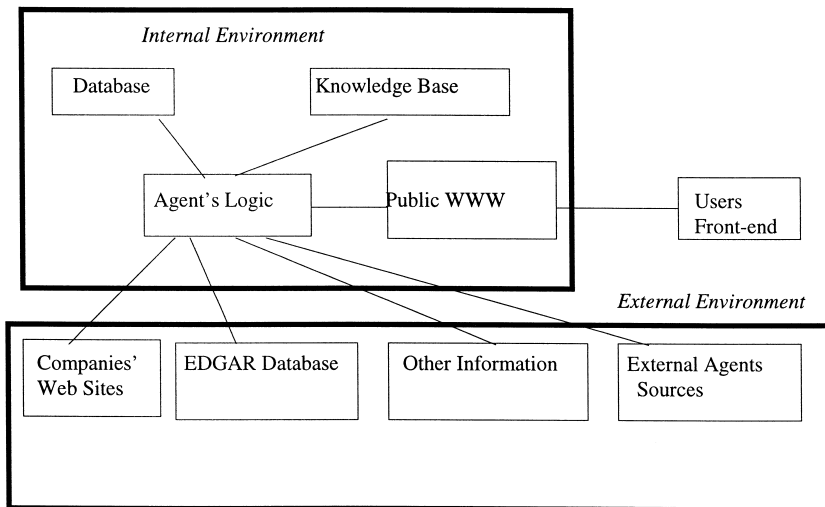 Internal Environment
Database
Knowledge Base
Agent's Logic
Public WWW
Users
Front-end
External Environment
Companies'
Web Sites
EDGAR Database
Other Information
External Agents
Sources